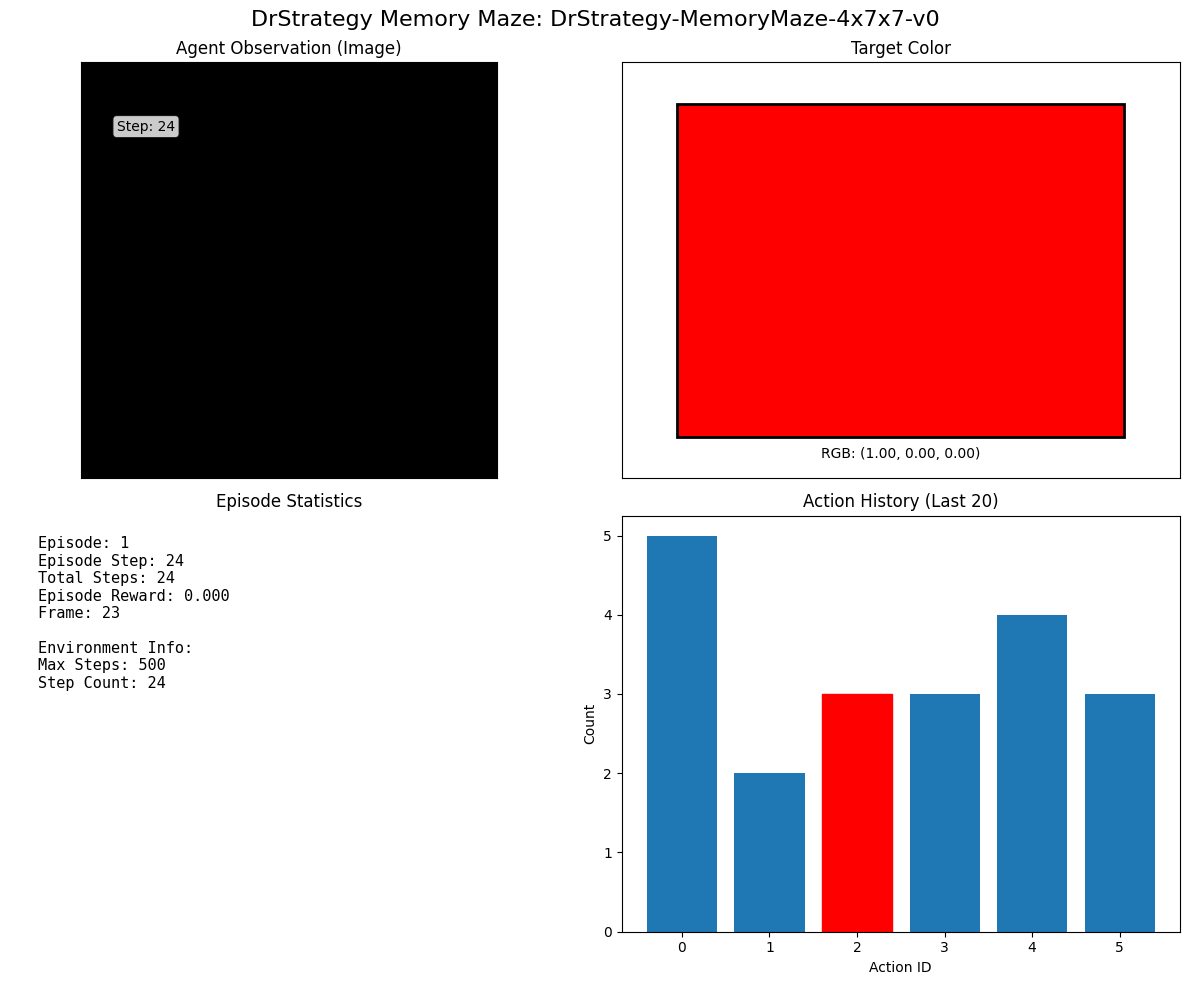 DrStrategy Memory Maze: DrStrategy-MemoryMaze-4x7x7-v0
Agent Observation (Image)
Step: 24
Target Color
RGB: (1.00, 0.00, 0.00)
Episode Statistics
Episode: 1
Episode Step: 24
Total Steps: 24
Episode Reward: 0.000
Frame: 23
Environment Info:
Max Steps: 500
Step Count: 24
Action History (Last 20)
Count
5
4
3
2
1
0
0 1 2 3 4 5
Action ID